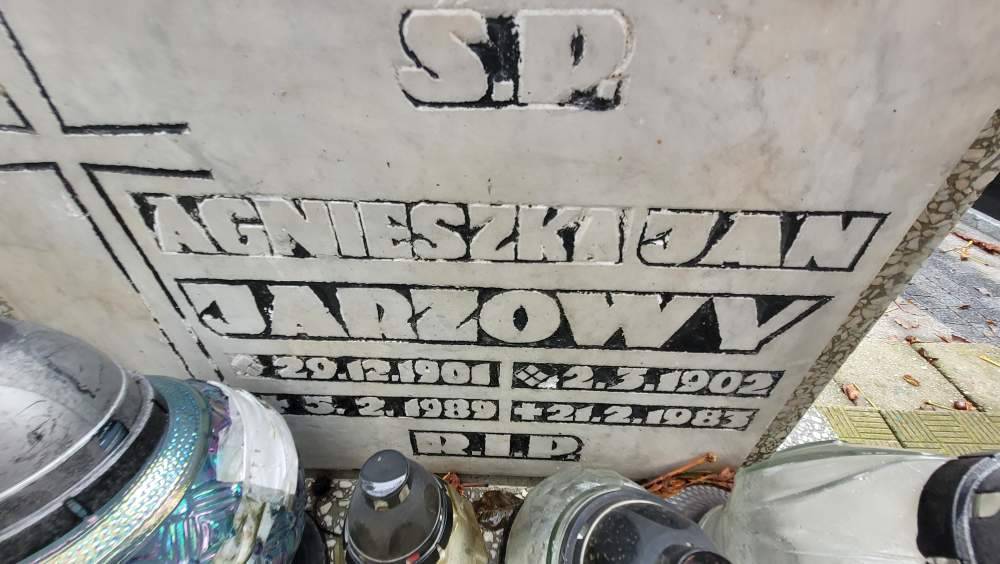 Ś.P.
AGNIESZKA JAN
JARZOWY
29.12.1901 2.3.1902
+ 5.2.1989 +21.2.1983
R.I.P.